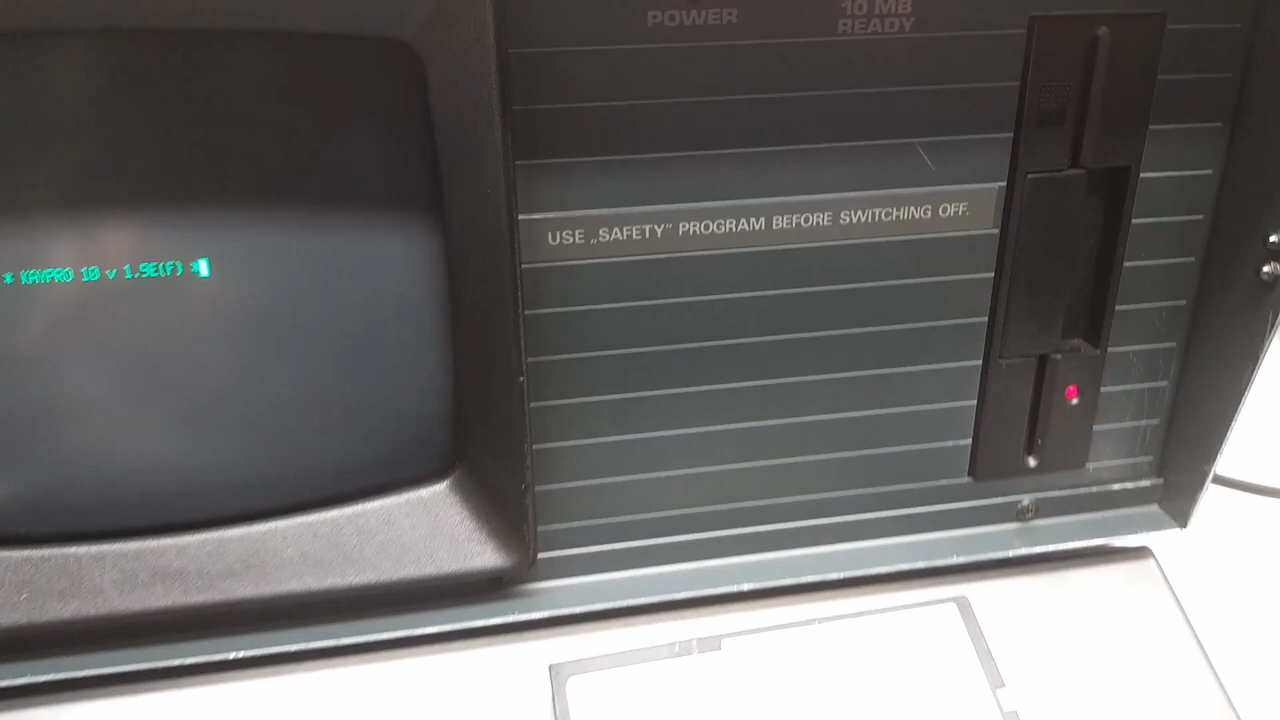 POWER
10 MB
READY
USE „SAFETY” PROGRAM BEFORE SWITCHING OFF.
* KAYPRO 10 v 1.9E(F) *